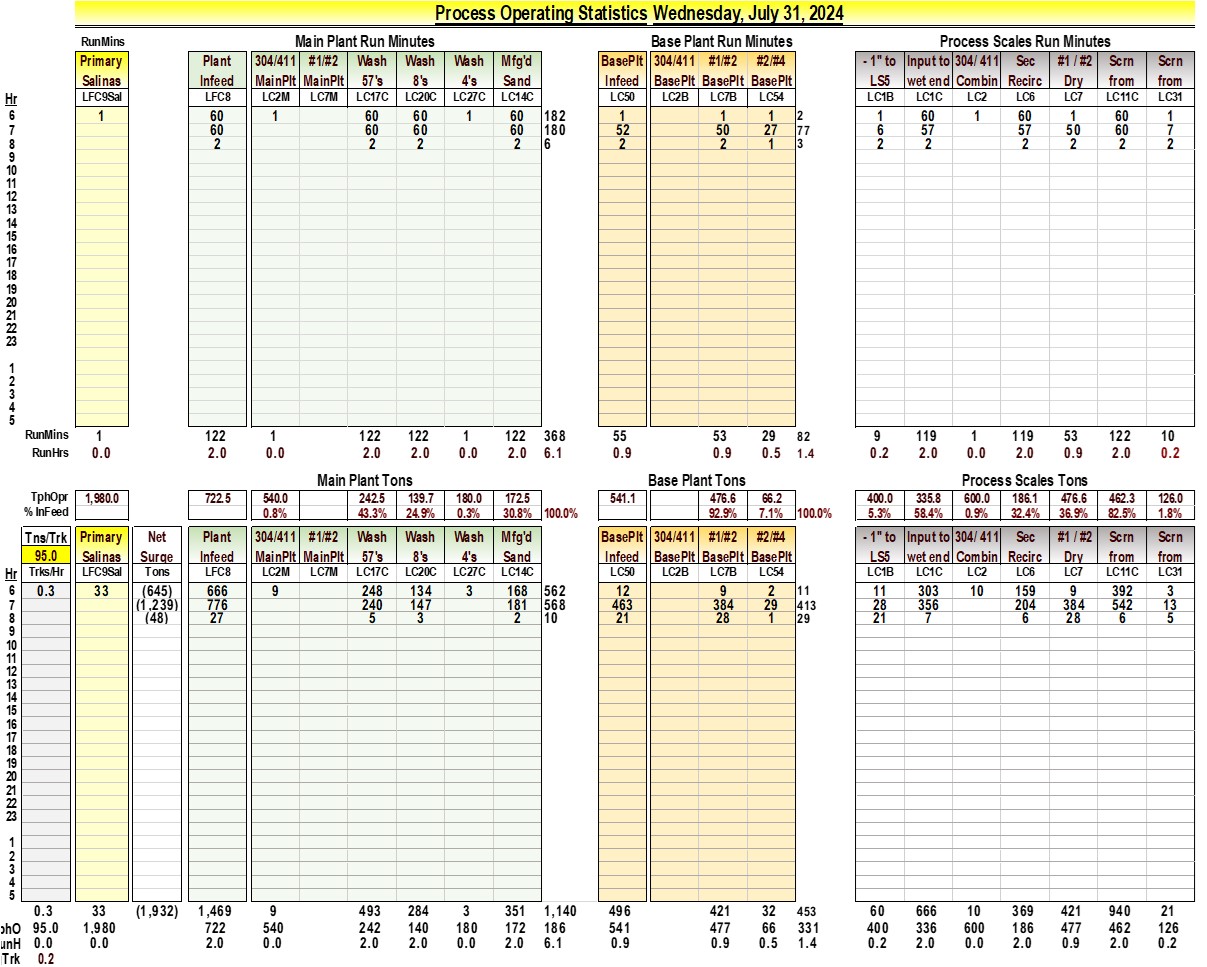 Process Operating Statistics Wednesday, July 31, 2024
RunMins Main Plant Run Minutes Base Plant Run Minutes Process Scales Run Minutes
Primary Plant 304/411 #1/#2 Wash Wash Wash Mfg'd BasePlt 304/411 #1/#2 #2/#4 - 1" to Input to 304/ 411 Sec #1 / #2 Scrn Scrn
Salinas Infeed MainPlt MainPlt 57's 8's 4's Sand Infeed BasePlt BasePlt BasePlt LS5 wet end Combin Recirc Dry from from
Hr LFC9Sal LFC8 LC2M LC7M LC17C LC20C LC27C LC14C LC50 LC2B LC7B LC54 LC1B LC1C LC2 LC6 LC7 LC11C LC31
6 1 60 1 60 60 1 60 182 1 1 1 2 1 60 1 60 1 60 1
7 60 60 60 60 180 52 50 27 77 6 57 57 50 60 7
8 2 2 2 2 6 2 2 1 3 2 2 2 2 2 2
9
10
11
12
13
14
15
16
17
18
19
20
21
22
23
1
2
3
4
5
RunMins 1 122 1 122 122 1 122 368 55 53 29 82 9 119 1 119 53 122 10
RunHrs 0.0 2.0 0.0 2.0 2.0 0.0 2.0 6.1 0.9 0.9 0.5 1.4 0.2 2.0 0.0 2.0 0.9 2.0 0.2
Main Plant Tons Base Plant Tons Process Scales Tons
TphOpr 1,980.0 722.5 540.0 242.5 139.7 180.0 172.5 541.1 476.6 66.2 400.0 335.8 600.0 186.1 476.6 462.3 126.0
% InFeed 0.8% 43.3% 24.9% 0.3% 30.8% 100.0% 92.9% 7.1% 100.0% 5.3% 58.4% 0.9% 32.4% 36.9% 82.5% 1.8%
Tns/Trk Primary Net Plant 304/411 #1/#2 Wash Wash Wash Mfg'd BasePlt 304/411 #1/#2 #2/#4 - 1" to Input to 304/ 411 Sec #1 / #2 Scrn Scrn
95.0 Salinas Surge Infeed MainPlt MainPlt 57's 8's 4's Sand Infeed BasePlt BasePlt BasePlt LS5 wet end Combin Recirc Dry from from
Hr Trks/Hr LFC9Sal Tons LFC8 LC2M LC7M LC17C LC20C LC27C LC14C LC50 LC2B LC7B LC54 LC1B LC1C LC2 LC6 LC7 LC11C LC31
6 0.3 33 (645) 666 9 248 134 3 168 562 12 9 2 11 11 303 10 159 9 392 3
7 (1,239) 776 240 147 181 568 463 384 29 413 28 356 204 384 542 13
8 (48) 27 5 3 2 10 21 28 1 29 21 7 6 28 6 5
9
10
11
12
13
14
15
16
17
18
19
20
21
22
23
1
2
3
4
5
0.3 33 (1,932) 1,469 9 493 284 3 351 1,140 496 421 32 453 60 666 10 369 421 940 21
phO 95.0 1,980 722 540 242 140 180 172 186 541 477 66 331 400 336 600 186 477 462 126
unH 0.0 0.0 2.0 0.0 2.0 2.0 0.0 2.0 6.1 0.9 0.9 0.5 1.4 0.2 2.0 0.0 2.0 0.9 2.0 0.2
Trk 0.2